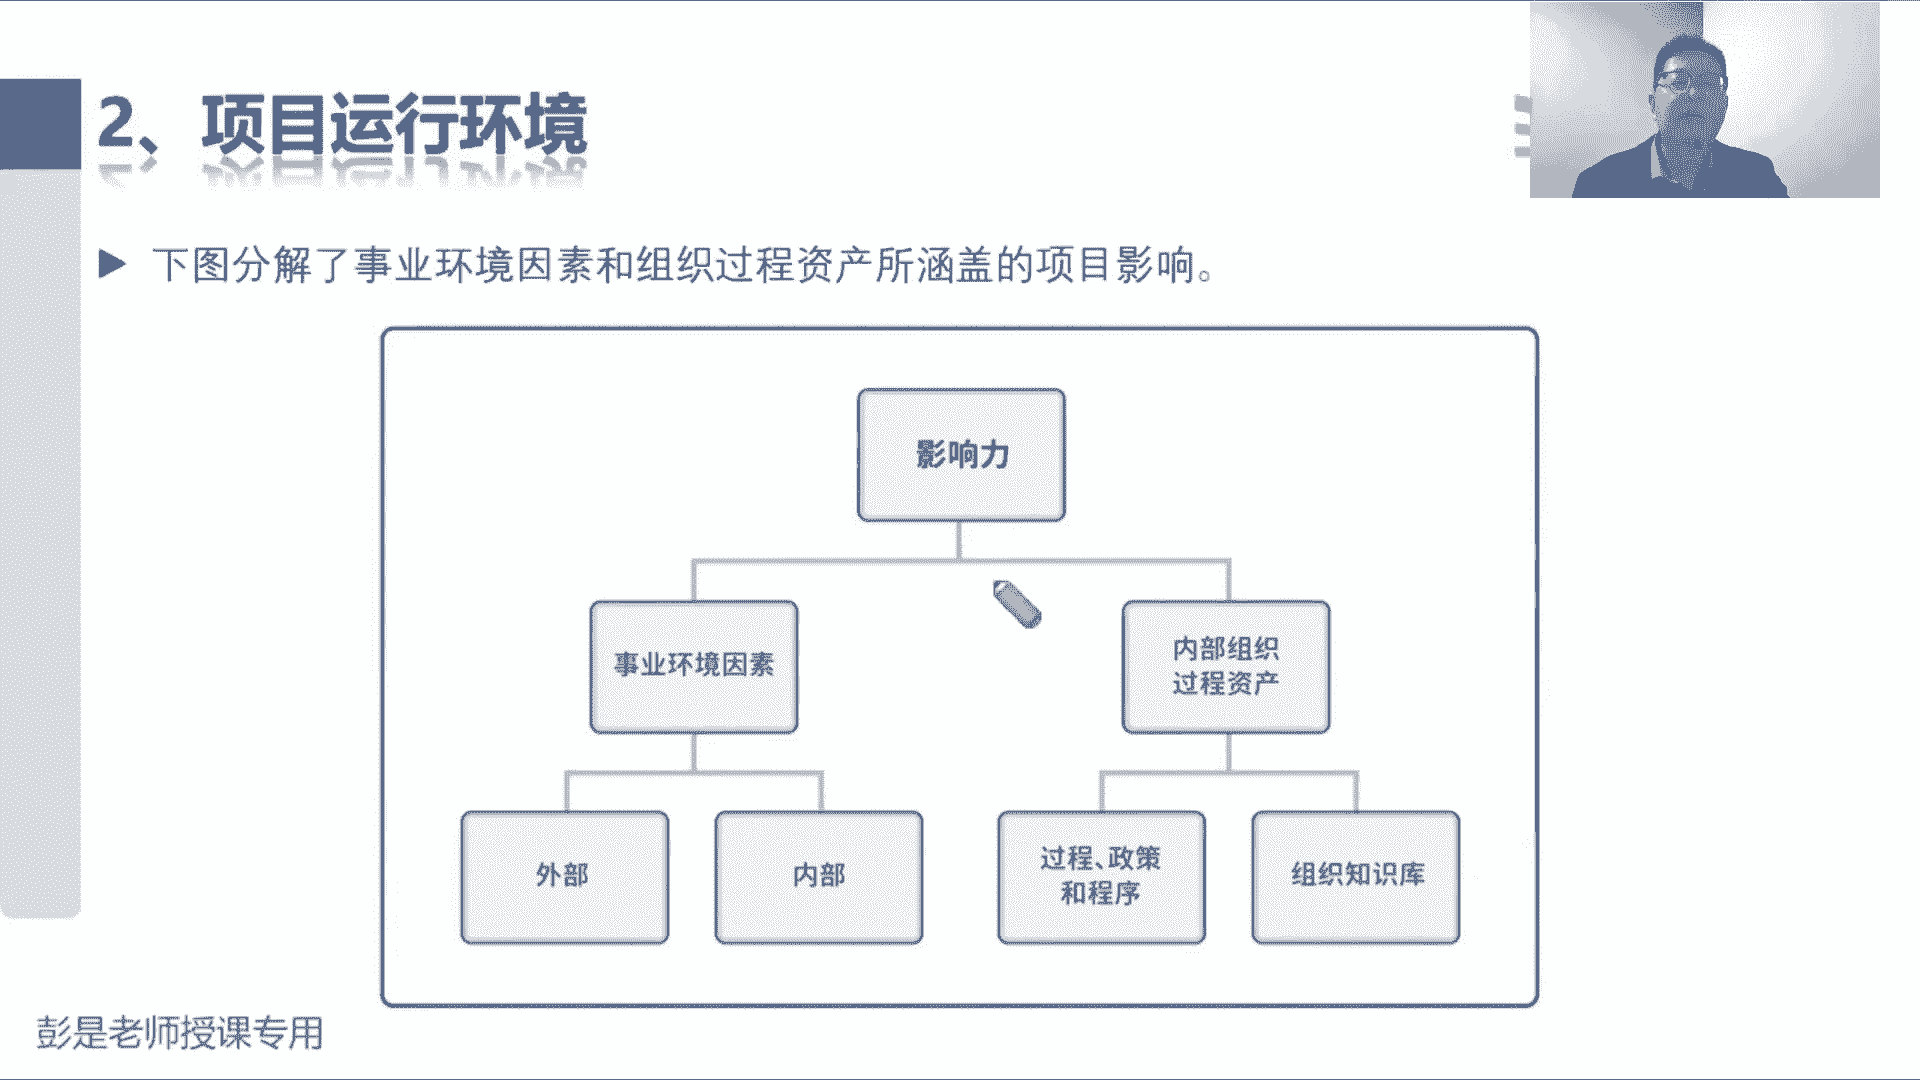 2、项目运行环境
下图分解了事业环境因素和组织过程资产所涵盖的项目影响。
影响力
事业环境因素
内部组织
过程资产
外部
内部
过程、政策
和程序
组织知识库
彭是老师授课专用